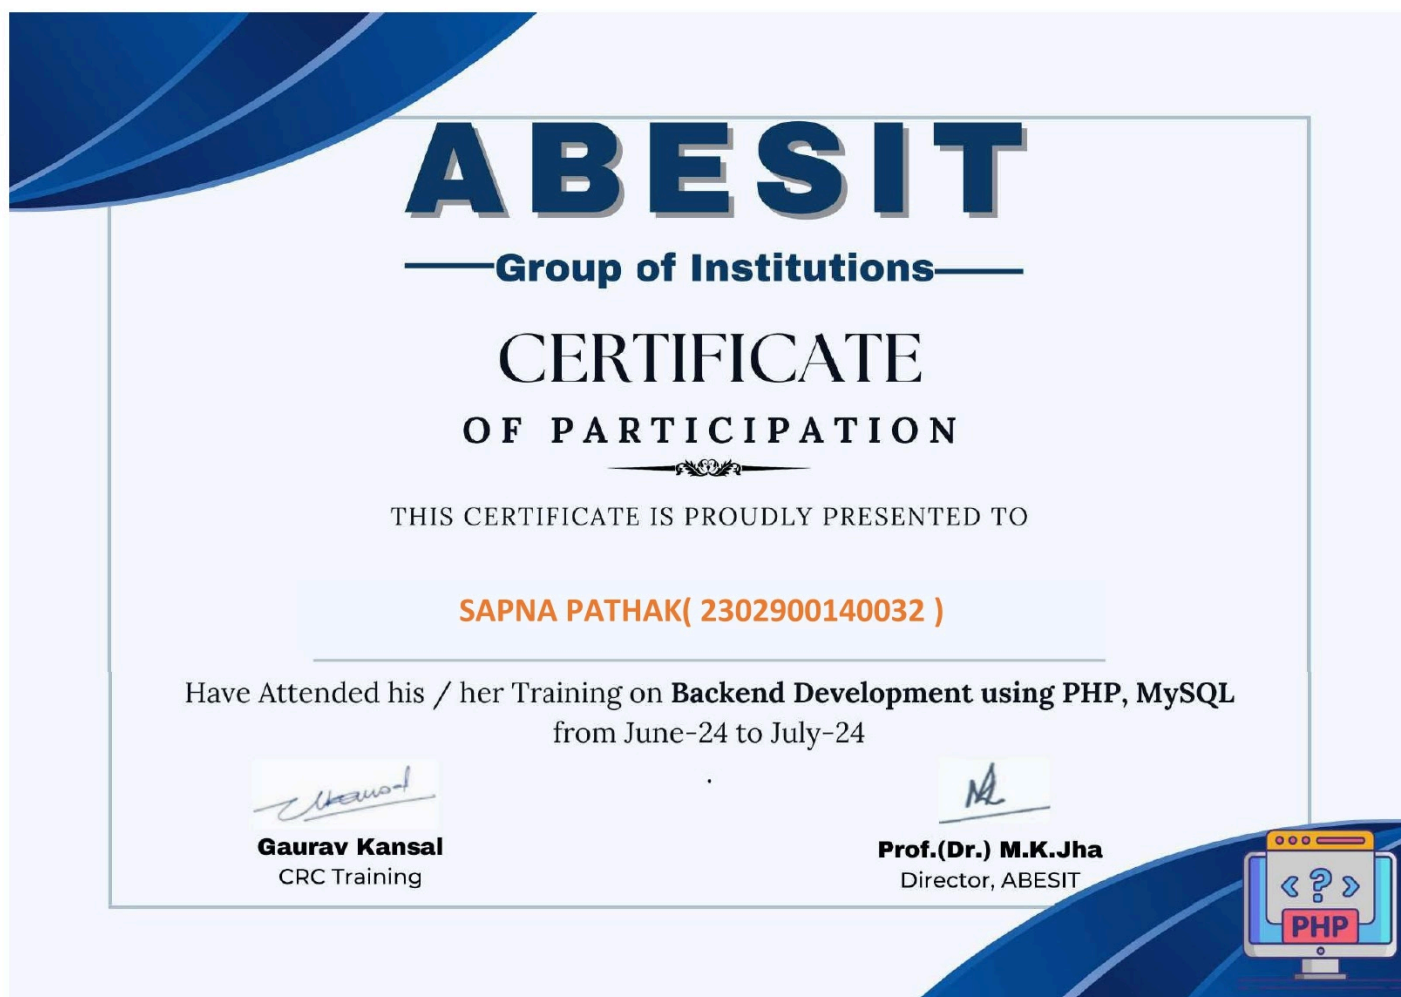 ABESIT
Group of Institutions
CERTIFICATE
OF PARTICIPATION
THIS CERTIFICATE IS PROUDLY PRESENTED TO
SAPNA PATHAK( 2302900140032 )
Have Attended his / her Training on Backend Development using PHP, MySQL
from June-24 to July-24
.
Gaurav Kansal
CRC Training
Prof.(Dr.) M.K.Jha
Director, ABESIT
<?>
PHP